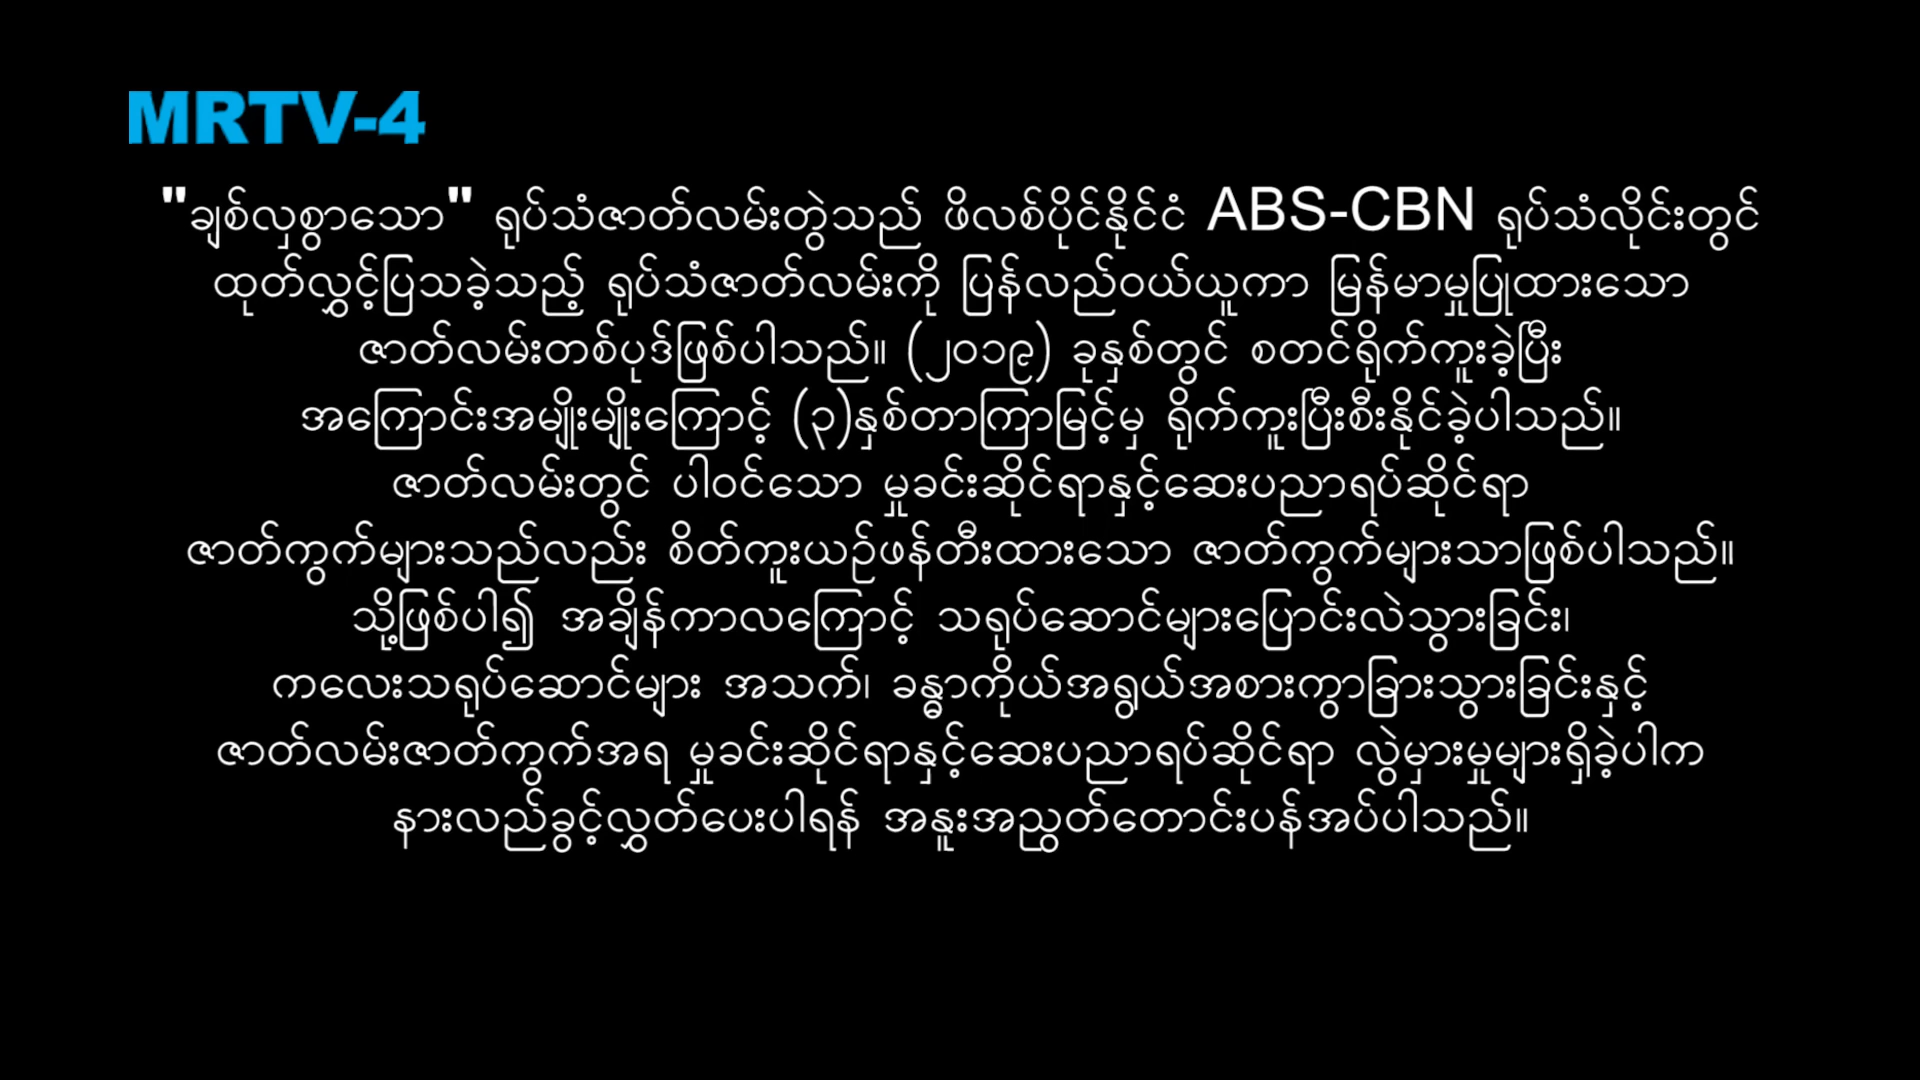 MRTV-4
"ချစ်လှစွာသော" ရုပ်သံဇာတ်လမ်းတွဲသည် ဖိလစ်ပိုင်နိုင်ငံ ABS-CBN ရုပ်သံလိုင်းတွင်
ထုတ်လွှင့်ပြသခဲ့သည့် ရုပ်သံဇာတ်လမ်းကို ပြန်လည်ဝယ်ယူကာ မြန်မာမှုပြုထားသော
ဇာတ်လမ်းတစ်ပုဒ်ဖြစ်ပါသည်။ (၂၀၁၉) ခုနှစ်တွင် စတင်ရိုက်ကူးခဲ့ပြီး
အကြောင်းအမျိုးမျိုးကြောင့် (၃)နှစ်တာကြာမြင့်မှ ရိုက်ကူးပြီးစီးနိုင်ခဲ့ပါသည်။
ဇာတ်လမ်းတွင် ပါဝင်သော မှုခင်းဆိုင်ရာနှင့်ဆေးပညာရပ်ဆိုင်ရာ
ဇာတ်ကွက်များသည်လည်း စိတ်ကူးယဉ်ဖန်တီးထားသော ဇာတ်ကွက်များသာဖြစ်ပါသည်။
သို့ဖြစ်ပါ၍ အချိန်ကာလကြောင့် သရုပ်ဆောင်များပြောင်းလဲသွားခြင်း၊
ကလေးသရုပ်ဆောင်များ အသက်၊ ခန္ဓာကိုယ်အရွယ်အစားကွာခြားသွားခြင်းနှင့်
ဇာတ်လမ်းဇာတ်ကွက်အရ မှုခင်းဆိုင်ရာနှင့်ဆေးပညာရပ်ဆိုင်ရာ လွဲမှားမှုများရှိခဲ့ပါက
နားလည်ခွင့်လွှတ်ပေးပါရန် အနူးအညွတ်တောင်းပန်အပ်ပါသည်။